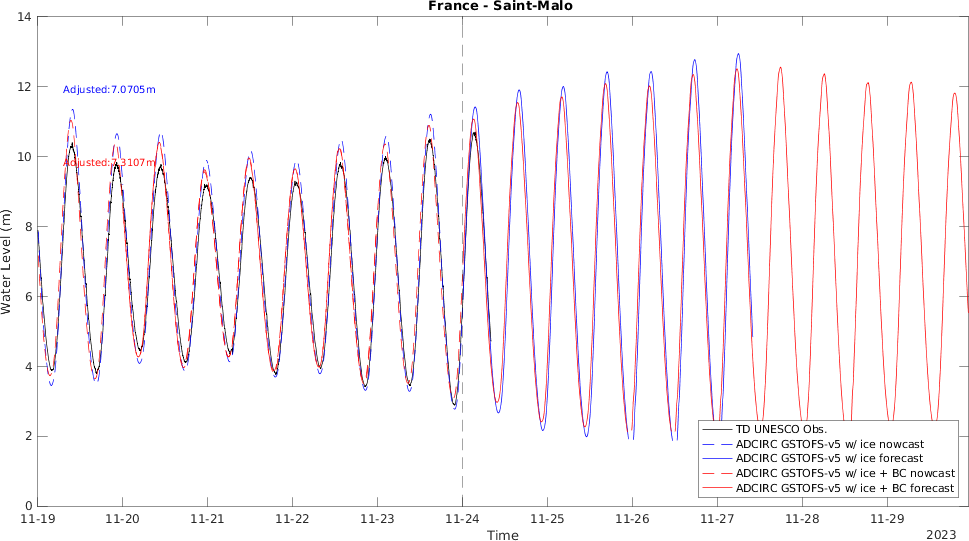 France - Saint-Malo
Water Level (m)
14
12
10
8
6
4
2
0
Adjusted:7.0705m
Adjusted:7.3107m
TD UNESCO Obs.
ADCIRC GSTOFS-v5 w/ ice nowcast
ADCIRC GSTOFS-v5 w/ ice forecast
ADCIRC GSTOFS-v5 w/ ice + BC nowcast
ADCIRC GSTOFS-v5 w/ ice + BC forecast
11-19 11-20 11-21 11-22 11-23 11-24 11-25 11-26 11-27 11-28 11-29
Time
2023